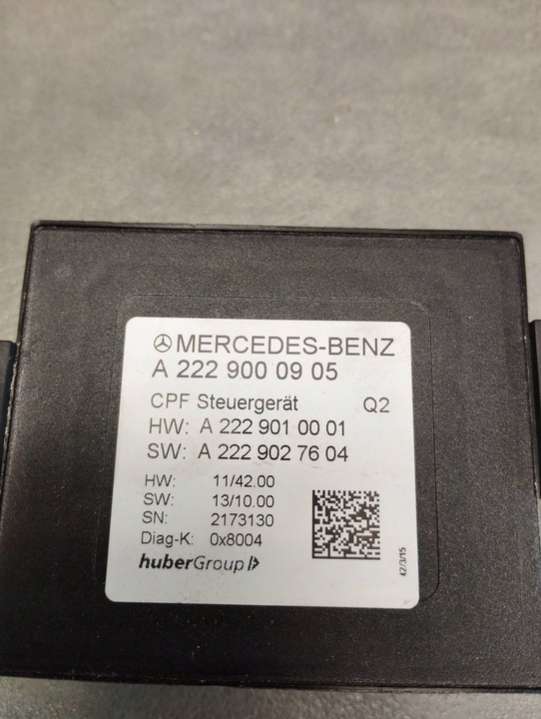 MERCEDES-BENZ
A 222 900 09 05
CPF Steuergerät Q2
HW: A 222 901 00 01
SW: A 222 902 76 04
HW: 11/42.00
SW: 13/10.00
SN: 2173130
Diag-K: 0x8004
huberGroup
42/3/15